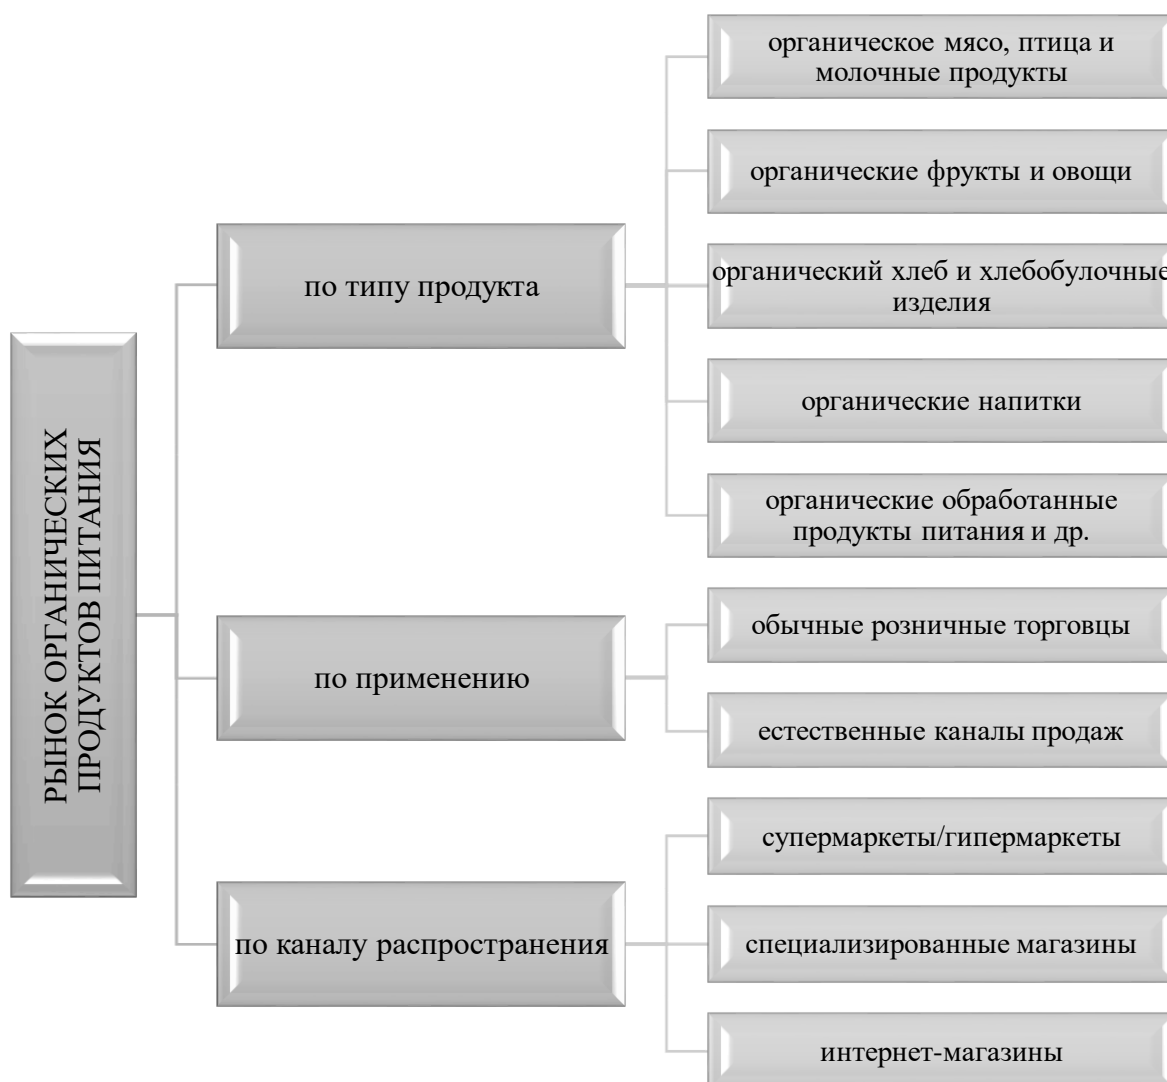 РЫНОК ОРГАНИЧЕСКИХ
ПРОДУКТОВ ПИТАНИЯ
по типу продукта
органическое мясо, птица и
молочные продукты
органические фрукты и овощи
органический хлеб и хлебобулочные
изделия
органические напитки
органические обработанные
продукты питания и др.
по применению
обычные розничные торговцы
естественные каналы продаж
по каналу распространения
супермаркеты/гипермаркеты
специализированные магазины
интернет-магазины